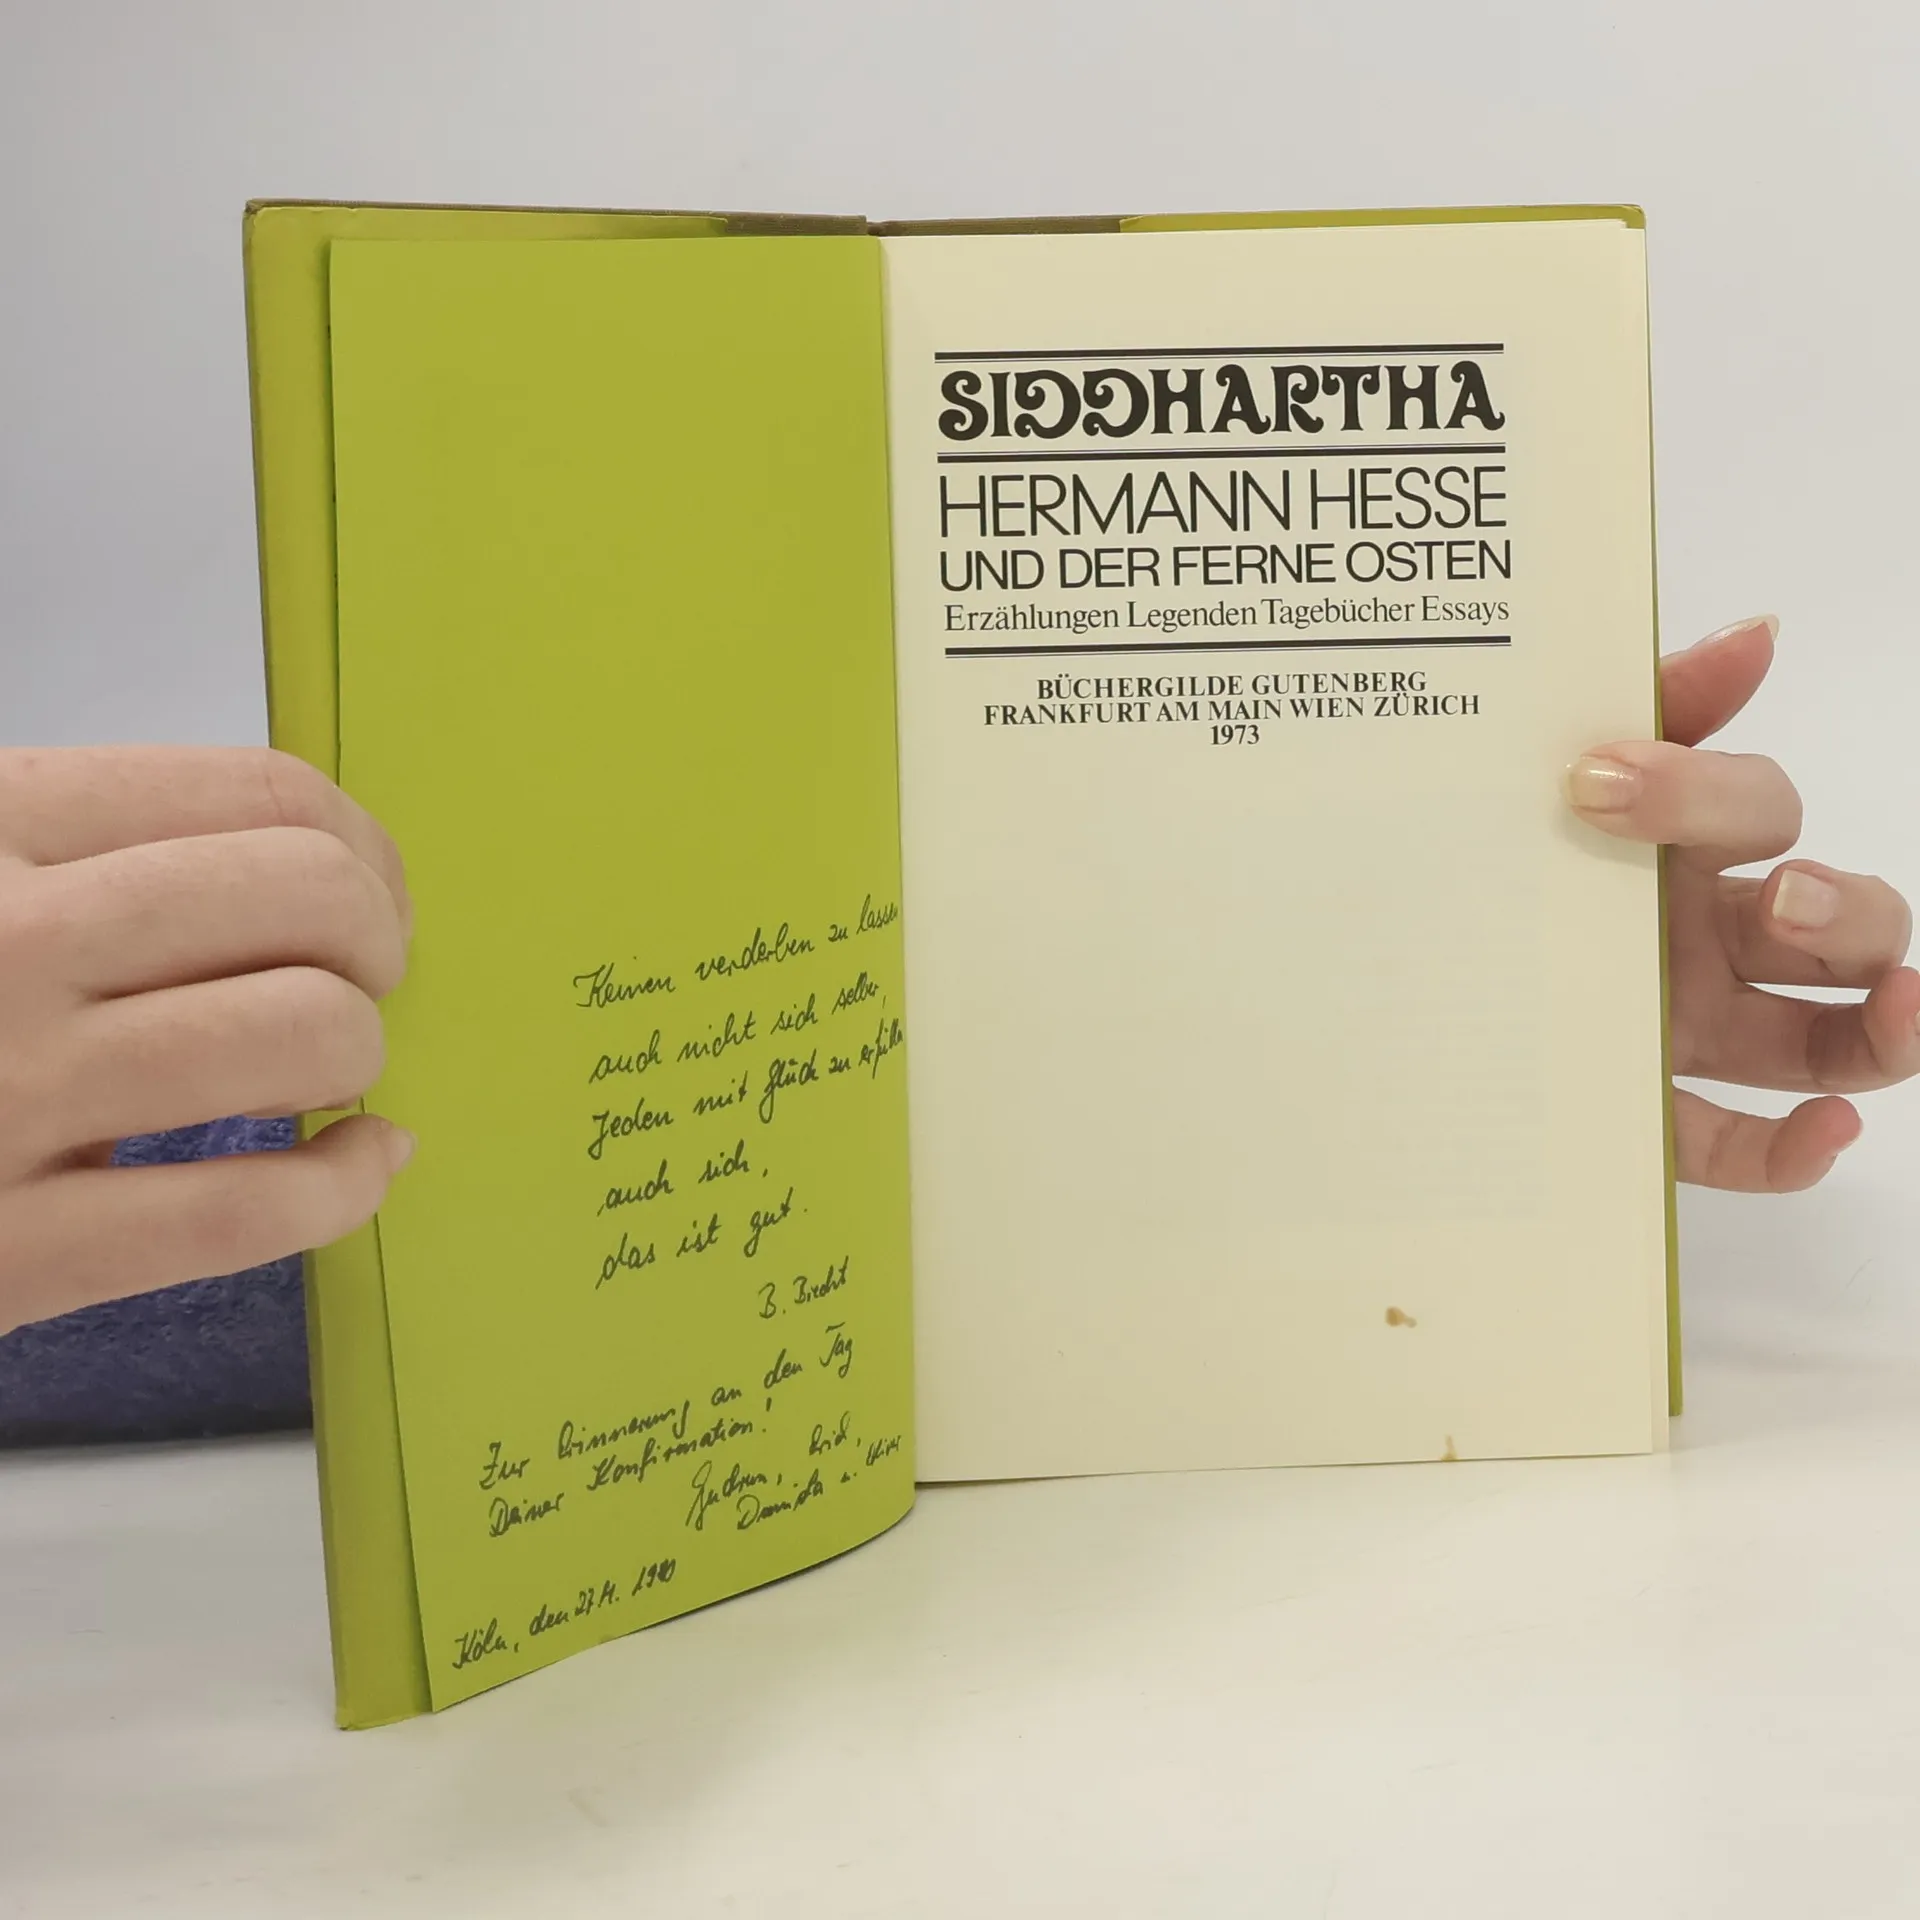 Keinen verderben zu lassen
auch nicht sich selber,
Jeden mit Glück zu erfüllen
auch sich,
das ist gut.
B. Brecht
Zur Erinnerung an den Tag
Deiner Konfirmation!
Gudrun,
u.
Köln, den
SIDDHARTHA
HERMANN HESSE
UND DER FERNE OSTEN
Erzählungen Legenden Tagebücher Essays
BÜCHERGILDE GUTENBERG
FRANKFURT AM MAIN WIEN ZÜRICH
1973